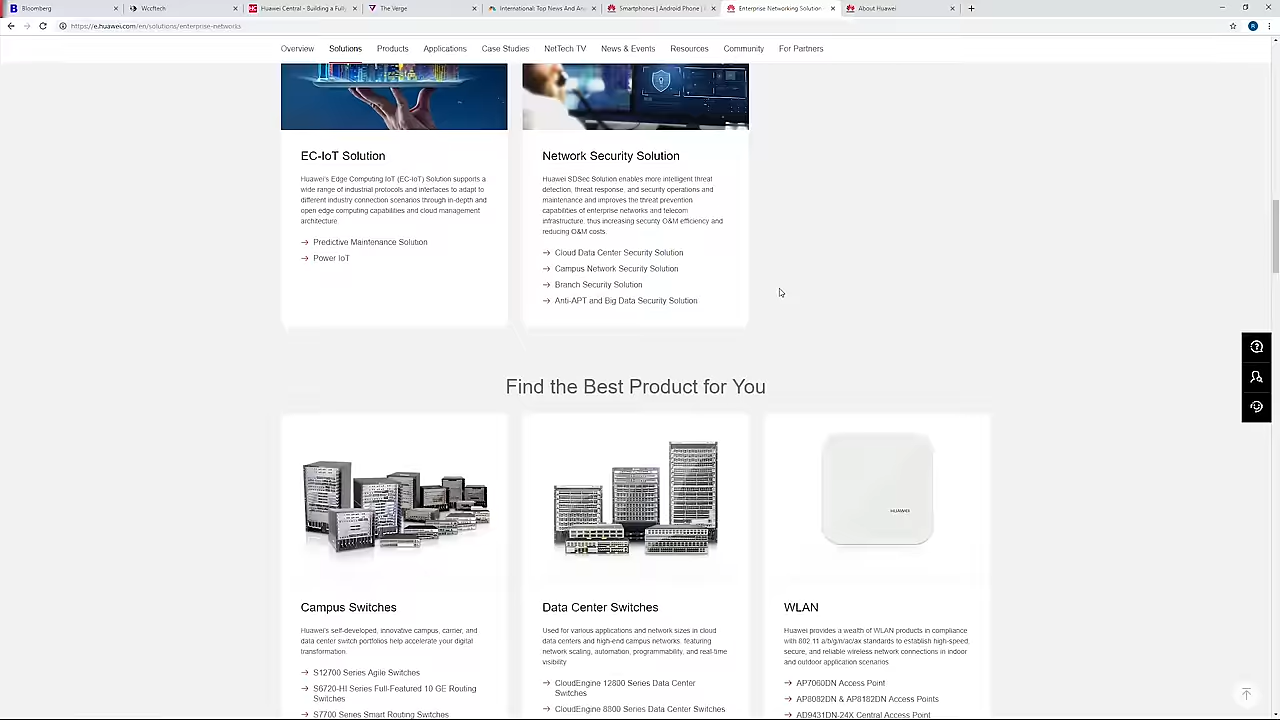 Bloomberg
Wccftech
Huawei Central - Building a Full
The Verge
International: Top News And An
Smartphones | Android Phone |
Enterprise Networking Solution
About Huawei
https://e.huawei.com/en/solutions/enterprise-networks
Overview Solutions Products Applications Case Studies NetTech TV News & Events Resources Community For Partners
EC-IoT Solution
Huawei's Edge Computing IoT (EC-IoT) Solution supports a
wide range of industrial protocols and interfaces to adapt to
different industry connection scenarios through in-depth and
open edge computing capabilities and cloud management
architecture.
Predictive Maintenance Solution
Power IoT
Network Security Solution
Huawei SDSec Solution enables more intelligent threat
detection, threat response, and security operations and
maintenance and improves the threat prevention
capabilities of enterprise networks and telecom
infrastructure, thus increasing security O&M efficiency and
reducing O&M costs.
Cloud Data Center Security Solution
Campus Network Security Solution
Branch Security Solution
Anti-APT and Big Data Security Solution
Find the Best Product for You
HUAWEI
Campus Switches
Huawei's self-developed, innovative campus, carrier, and
data center switch portfolios help accelerate your digital
transformation.
S12700 Series Agile Switches
S6720-HI Series Full-Featured 10 GE Routing
Switches
S7700 Series Smart Routing Switches
Data Center Switches
Used for various applications and network sizes in cloud
data centers and high-end campus networks, featuring
network scaling, automation, programmability, and real-time
visibility
CloudEngine 12800 Series Data Center
Switches
CloudEngine 8800 Series Data Center Switches
WLAN
Huawei provides a wealth of WLAN products in compliance
with 802.11 a/b/g/n/ac/ax standards to establish high-speed,
secure, and reliable wireless network connections in indoor
and outdoor application scenarios.
AP7060DN Access Point
AP8082DN & AP8182DN Access Points
AD9431DN-24X Central Access Point